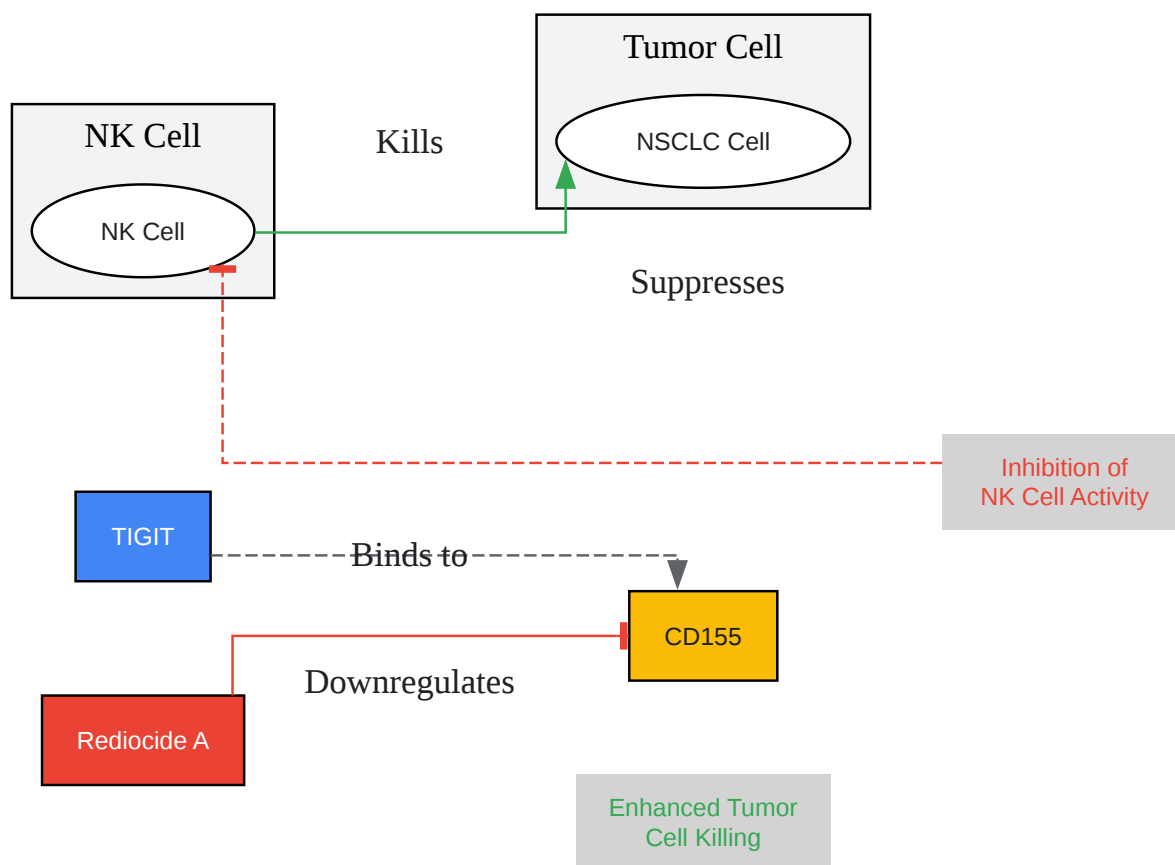 Tumor Cell
NSCLC Cell
NK Cell
Kills
NK Cell
Suppresses
Inhibition of
NK Cell Activity
TIGIT
Binds to
CD155
Downregulates
Rediocide A
Enhanced Tumor
Cell Killing